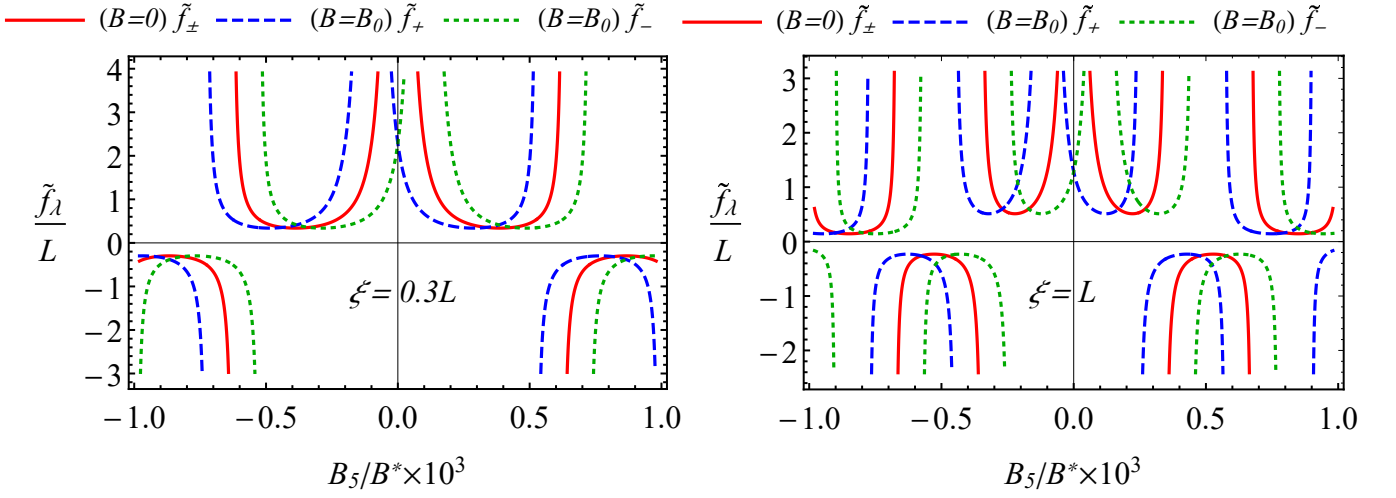 (B=0) f̃± (B=B₀) f̃₊ (B=B₀) f̃₋ (B=0) f̃± (B=B₀) f̃₊ (B=B₀) f̃₋
4
3
2
1
0
−1
−2
−3
f̃λ/L
ξ = 0.3L
−1.0 −0.5 0.0 0.5 1.0
B₅/B*×10³
3
2
1
0
−1
−2
f̃λ/L
ξ = L
−1.0 −0.5 0.0 0.5 1.0
B₅/B*×10³